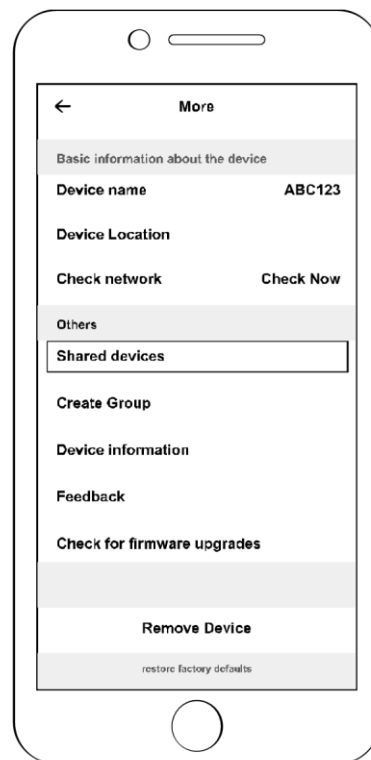 ← More
Basic information about the device
Device name ABC123
Device Location
Check network Check Now
Others
Shared devices
Create Group
Device information
Feedback
Check for firmware upgrades
Remove Device
restore factory defaults